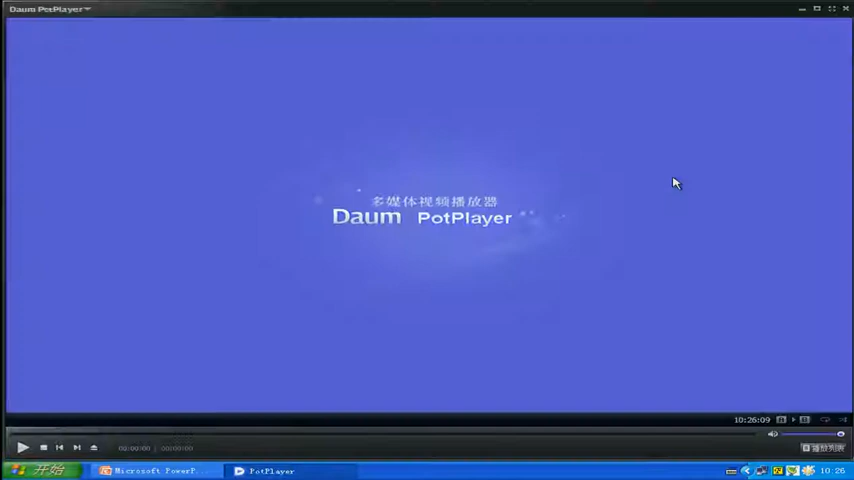 Daum PotPlayer
多媒体视频播放器
Daum PotPlayer
10:26:09
00:00:00 | 00:00:00
播放列表
开始
Microsoft PowerP...
PotPlayer
10:26